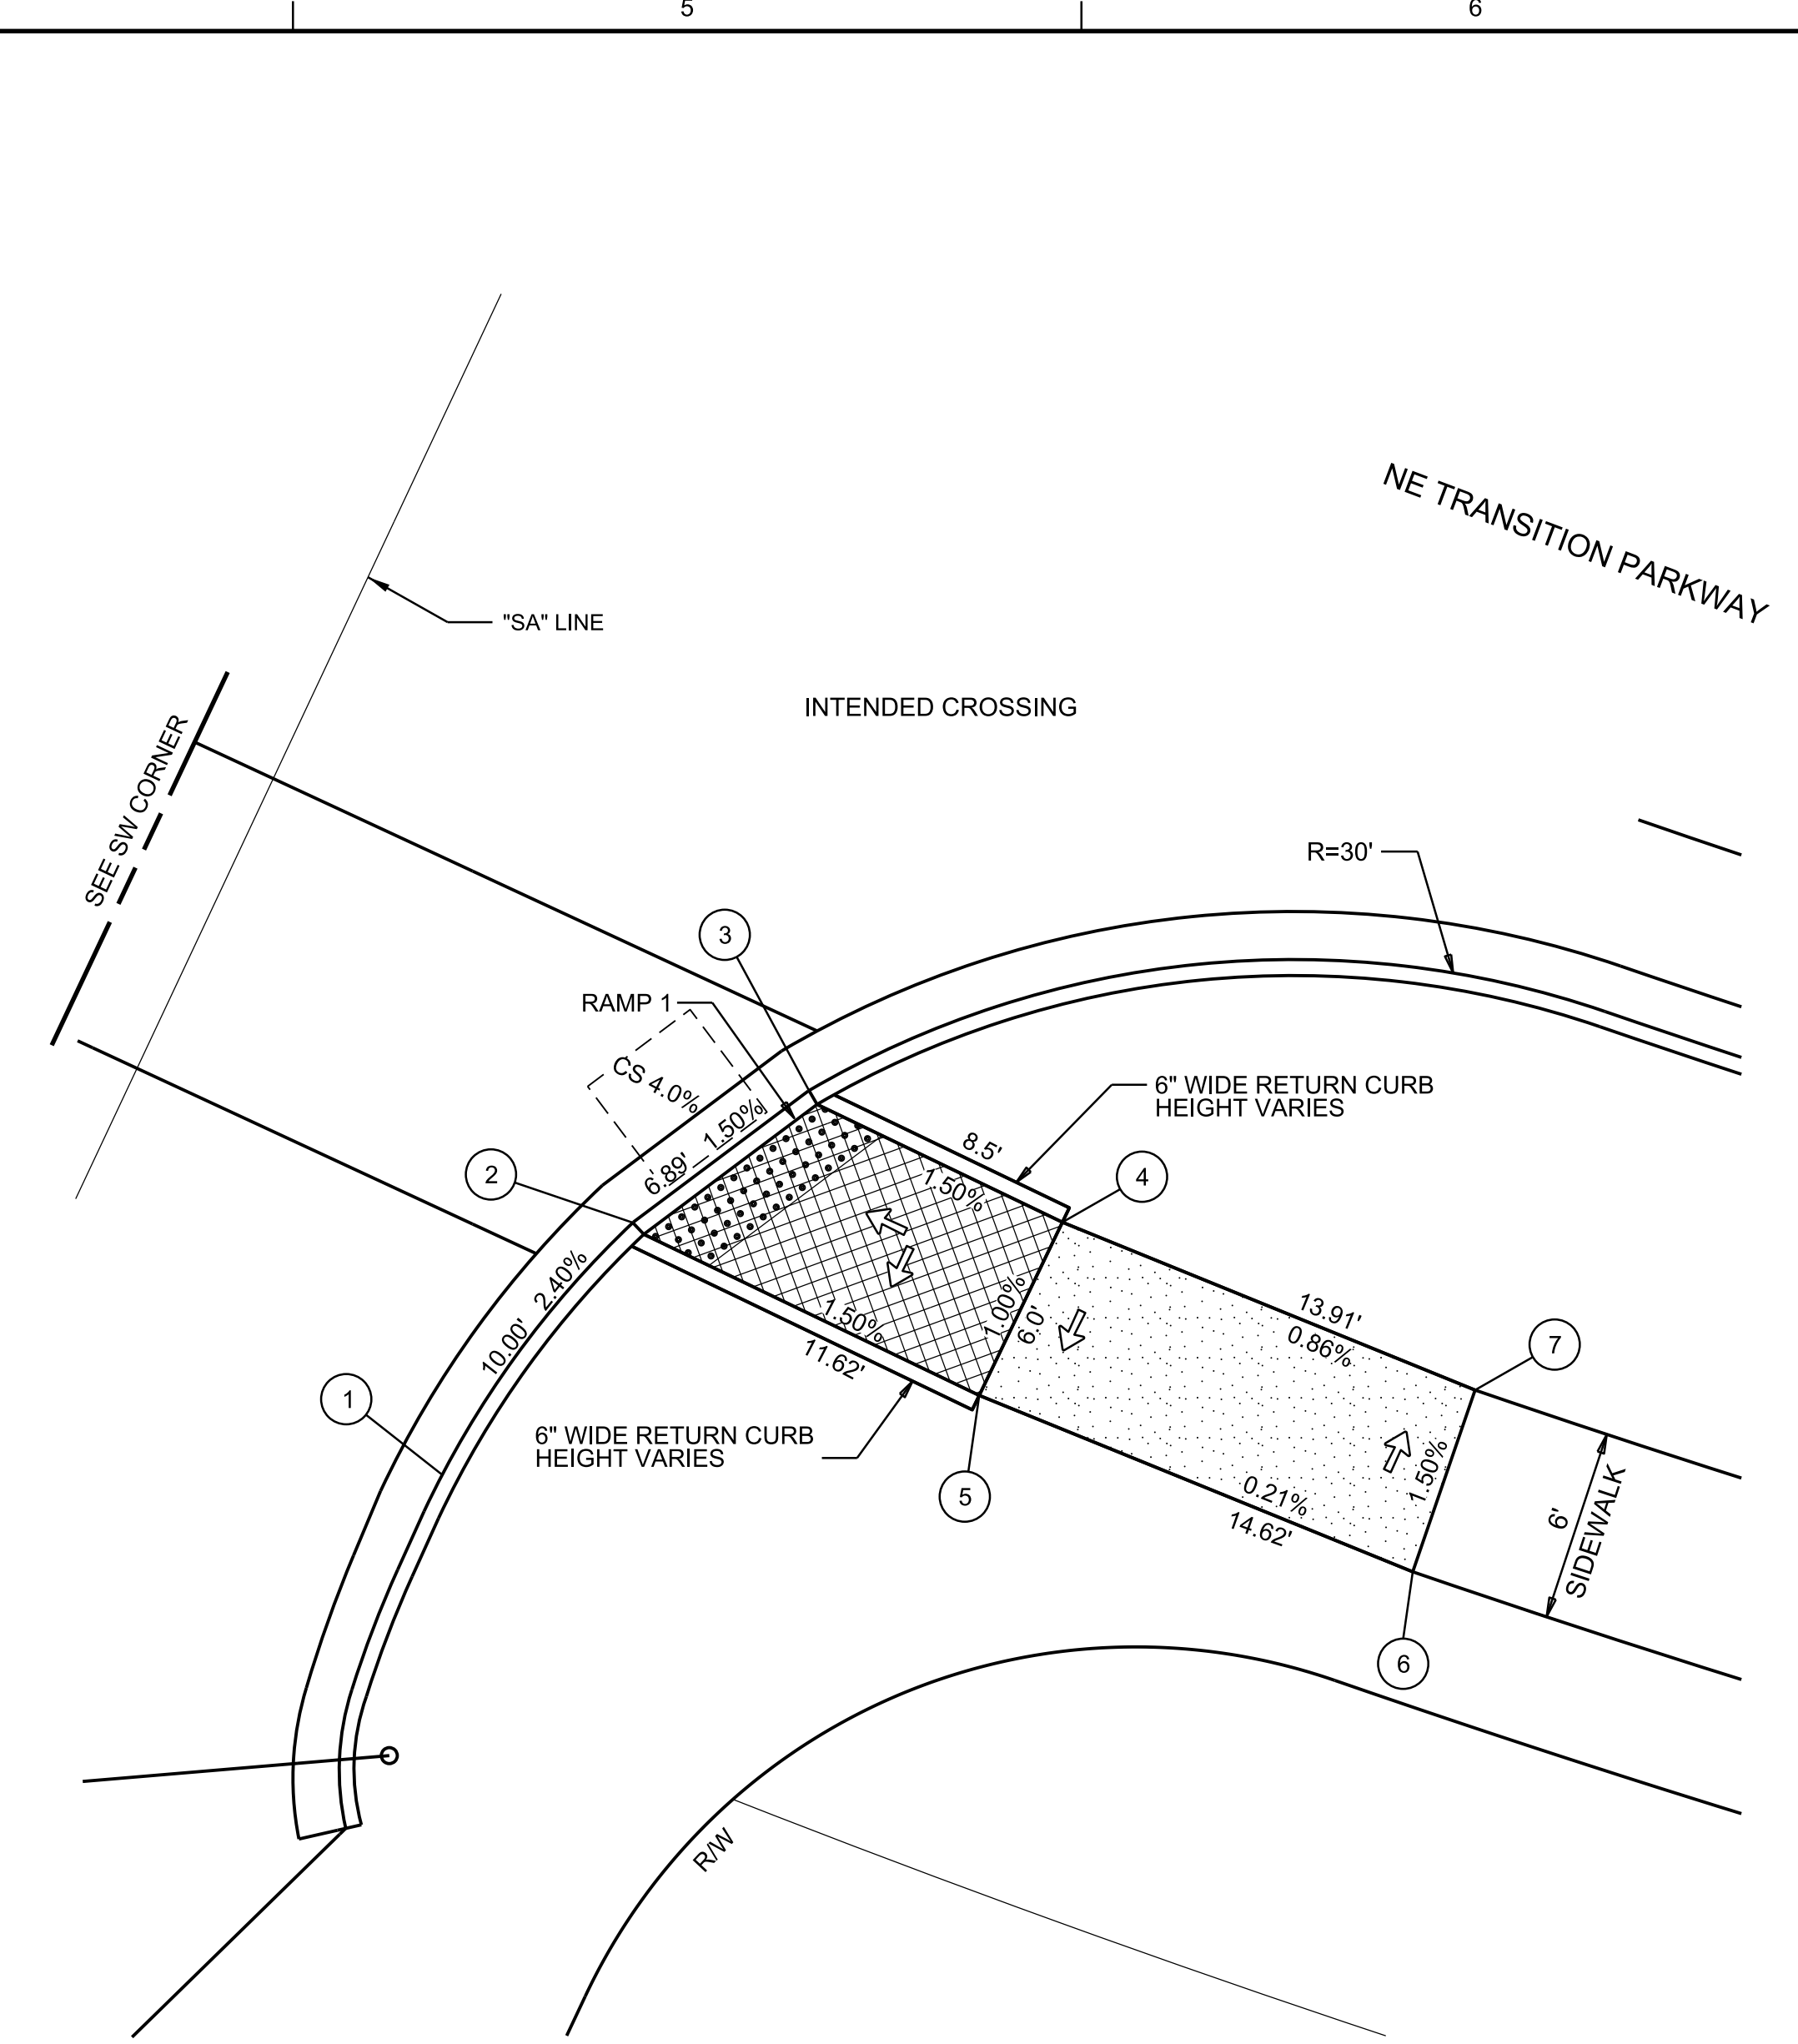 5
6
NE TRANSITION PARKWAY
"SA" LINE
INTENDED CROSSING
SEE SW CORNER
R=30'
3
RAMP 1
CS 4.0%
6" WIDE RETURN CURB
HEIGHT VARIES
6.89' 1.50%
8.5'
1.50%
2
4
10.00' 2.40%
1.00%
6.0'
1.50%
11.62'
13.91'
0.86%
7
1
6" WIDE RETURN CURB
HEIGHT VARIES
5
0.21%
14.62'
1.50%
6'
SIDEWALK
6
R/W